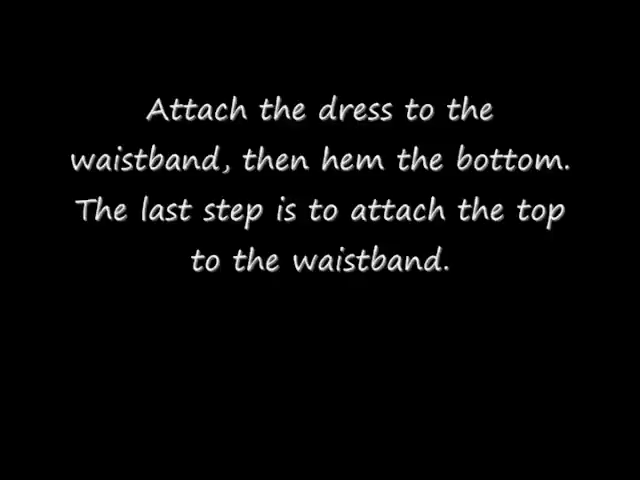 Attach the dress to the
waistband, then hem the bottom.
The last step is to attach the top
to the waistband.